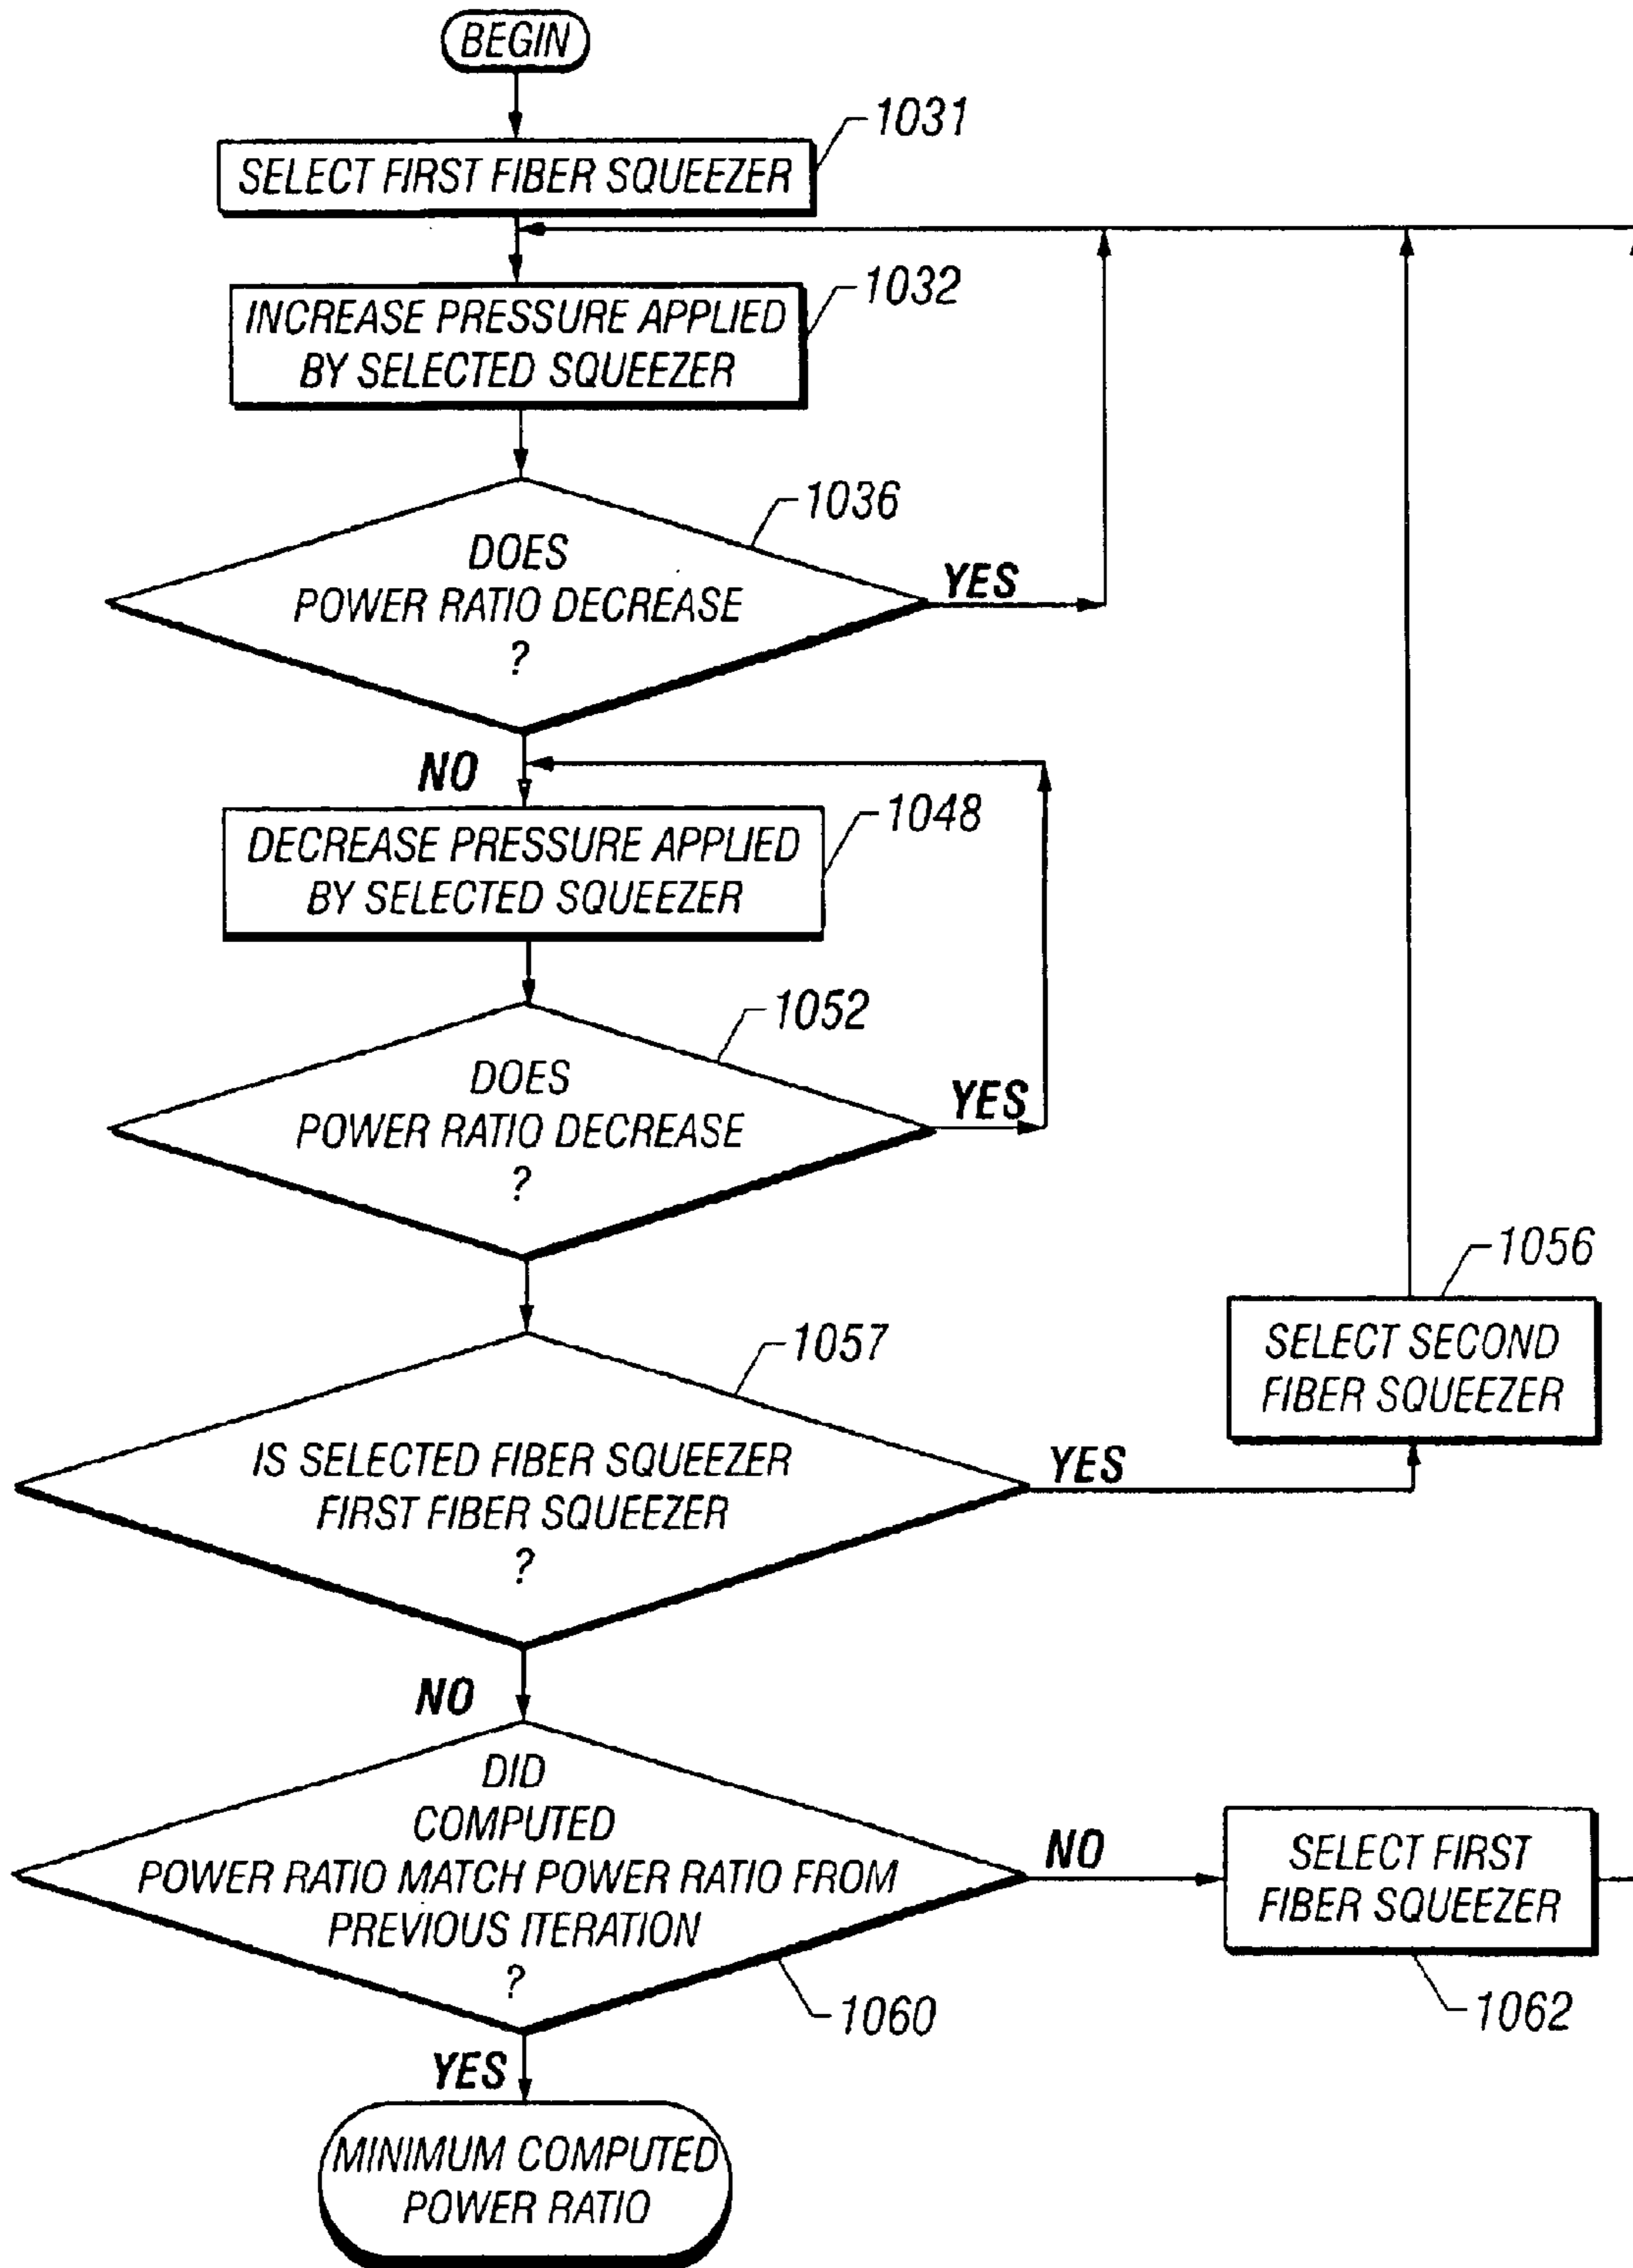 BEGIN
1031
SELECT FIRST FIBER SQUEEZER
1032
INCREASE PRESSURE APPLIED
BY SELECTED SQUEEZER
1036
DOES
POWER RATIO DECREASE
?
YES
NO
1048
DECREASE PRESSURE APPLIED
BY SELECTED SQUEEZER
1052
DOES
POWER RATIO DECREASE
?
YES
1056
SELECT SECOND
FIBER SQUEEZER
1057
IS SELECTED FIBER SQUEEZER
FIRST FIBER SQUEEZER
?
YES
NO
DID
COMPUTED
POWER RATIO MATCH POWER RATIO FROM
PREVIOUS ITERATION
?
1060
NO
SELECT FIRST
FIBER SQUEEZER
1062
YES
MINIMUM COMPUTED
POWER RATIO